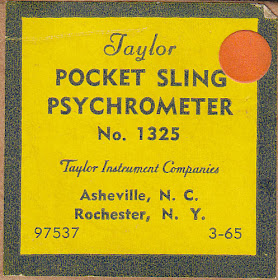 Taylor
POCKET SLING
PSYCHROMETER
No. 1325
Taylor Instrument Companies
Asheville, N. C.
Rochester, N. Y.
97537 3-65